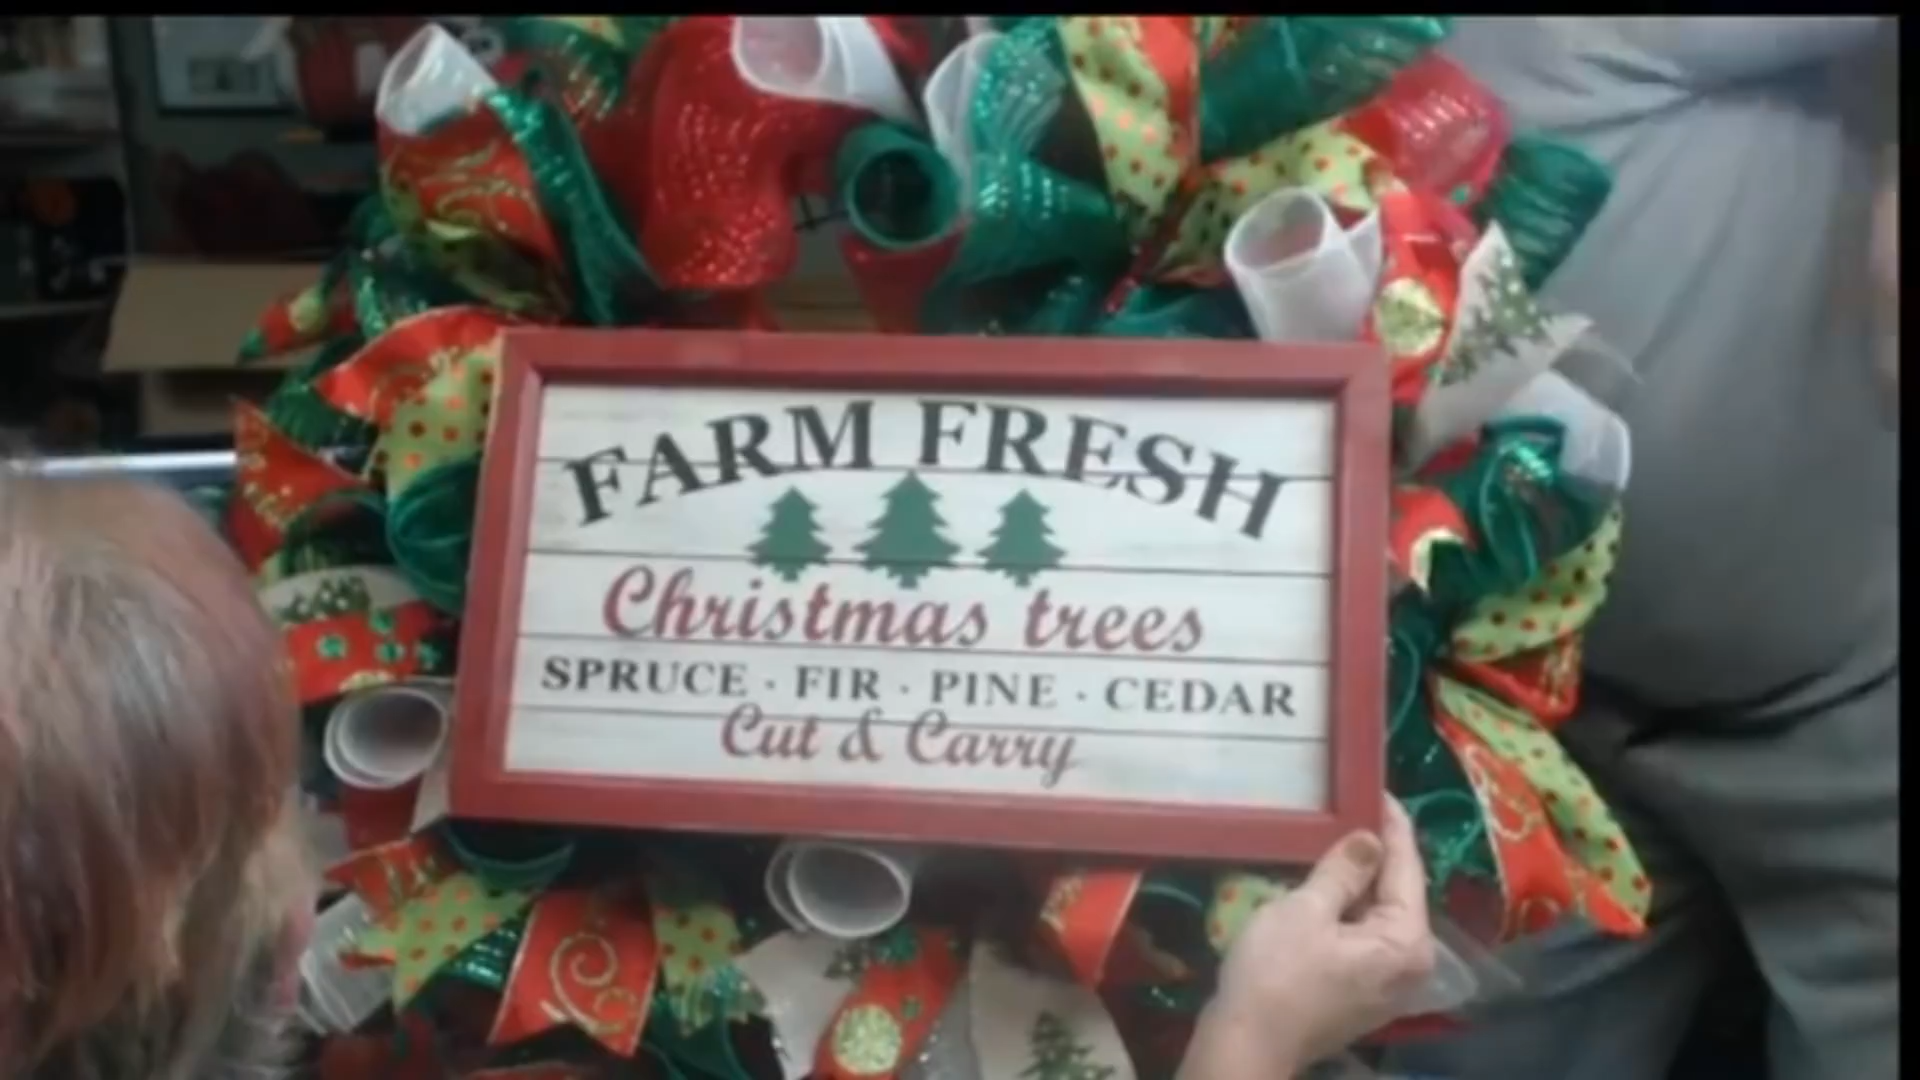 FARM FRESH
Christmas trees
SPRUCE · FIR · PINE · CEDAR
Cut & Carry